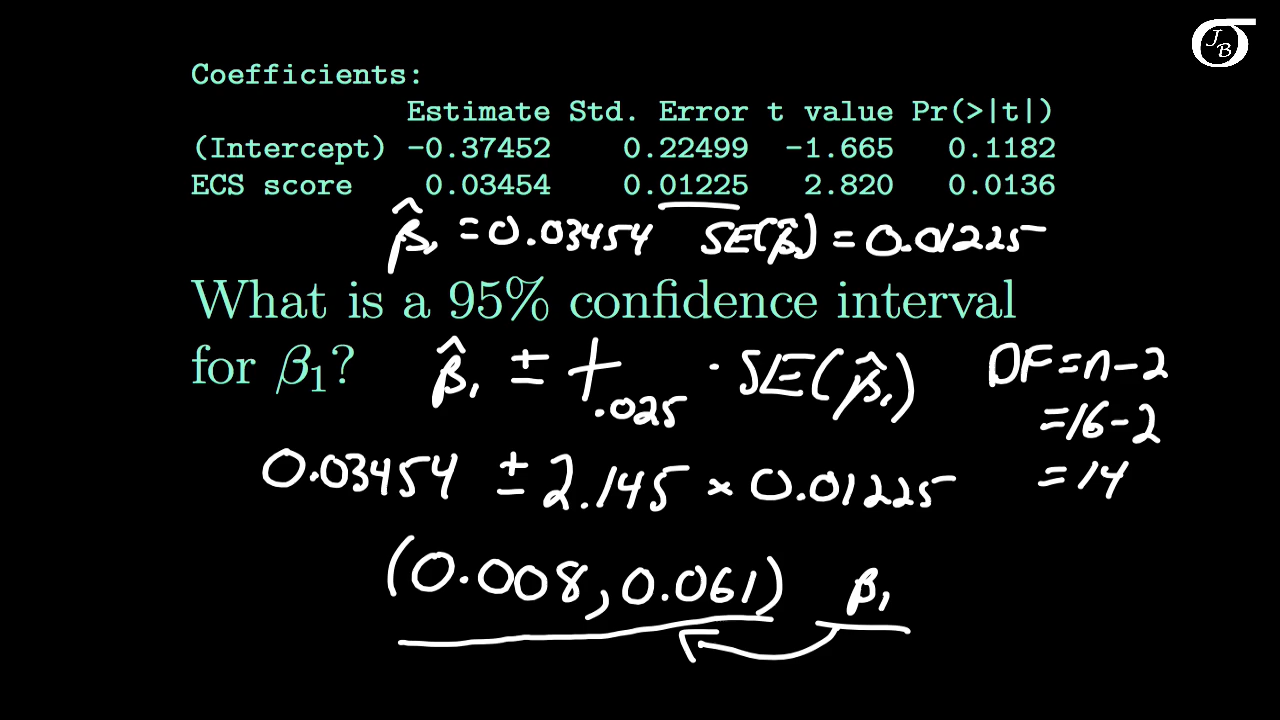 JB
Coefficients:
Estimate Std. Error t value Pr(>|t|)
(Intercept) -0.37452 0.22499 -1.665 0.1182
ECS score 0.03454 0.01225 2.820 0.0136
β̂₁ = 0.03454 SE(β̂₁) = 0.01225
What is a 95% confidence interval
for β₁? β̂₁ ± t.025 · SE(β̂₁) DF = n-2
= 16-2
0.03454 ± 2.145 × 0.01225 = 14
(0.008, 0.061) β₁